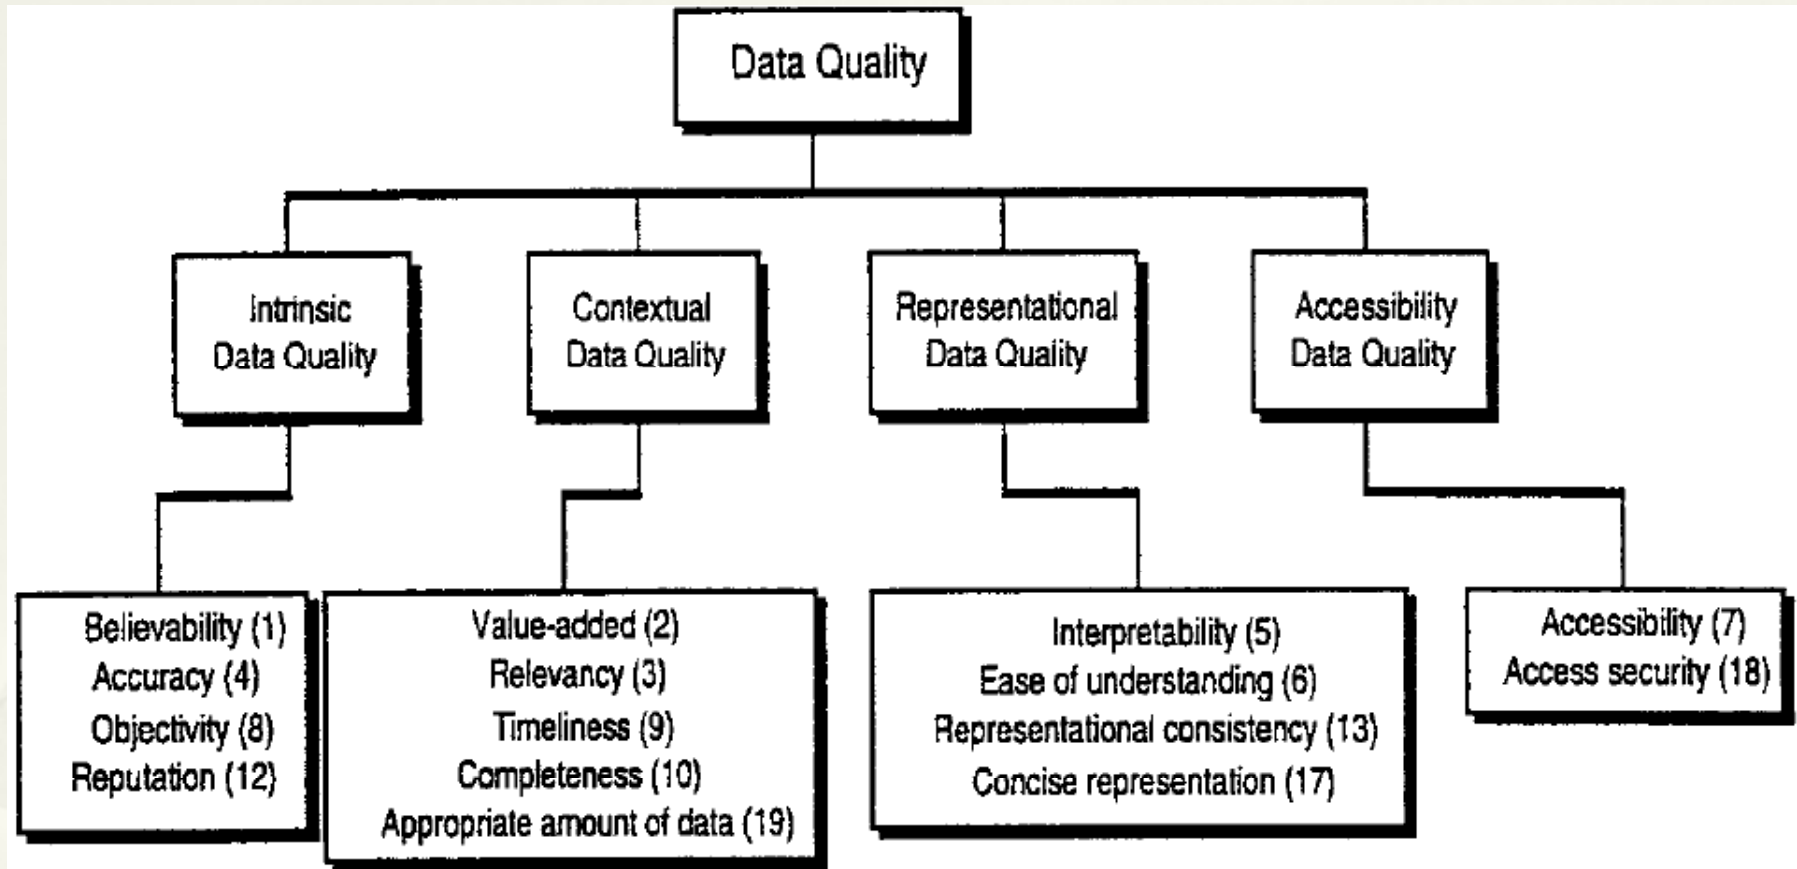 Data Quality
Intrinsic
Data Quality
Contextual
Data Quality
Representational
Data Quality
Accessibility
Data Quality
Believability (1)
Accuracy (4)
Objectivity (8)
Reputation (12)
Value-added (2)
Relevancy (3)
Timeliness (9)
Completeness (10)
Appropriate amount of data (19)
Interpretability (5)
Ease of understanding (6)
Representational consistency (13)
Concise representation (17)
Accessibility (7)
Access security (18)